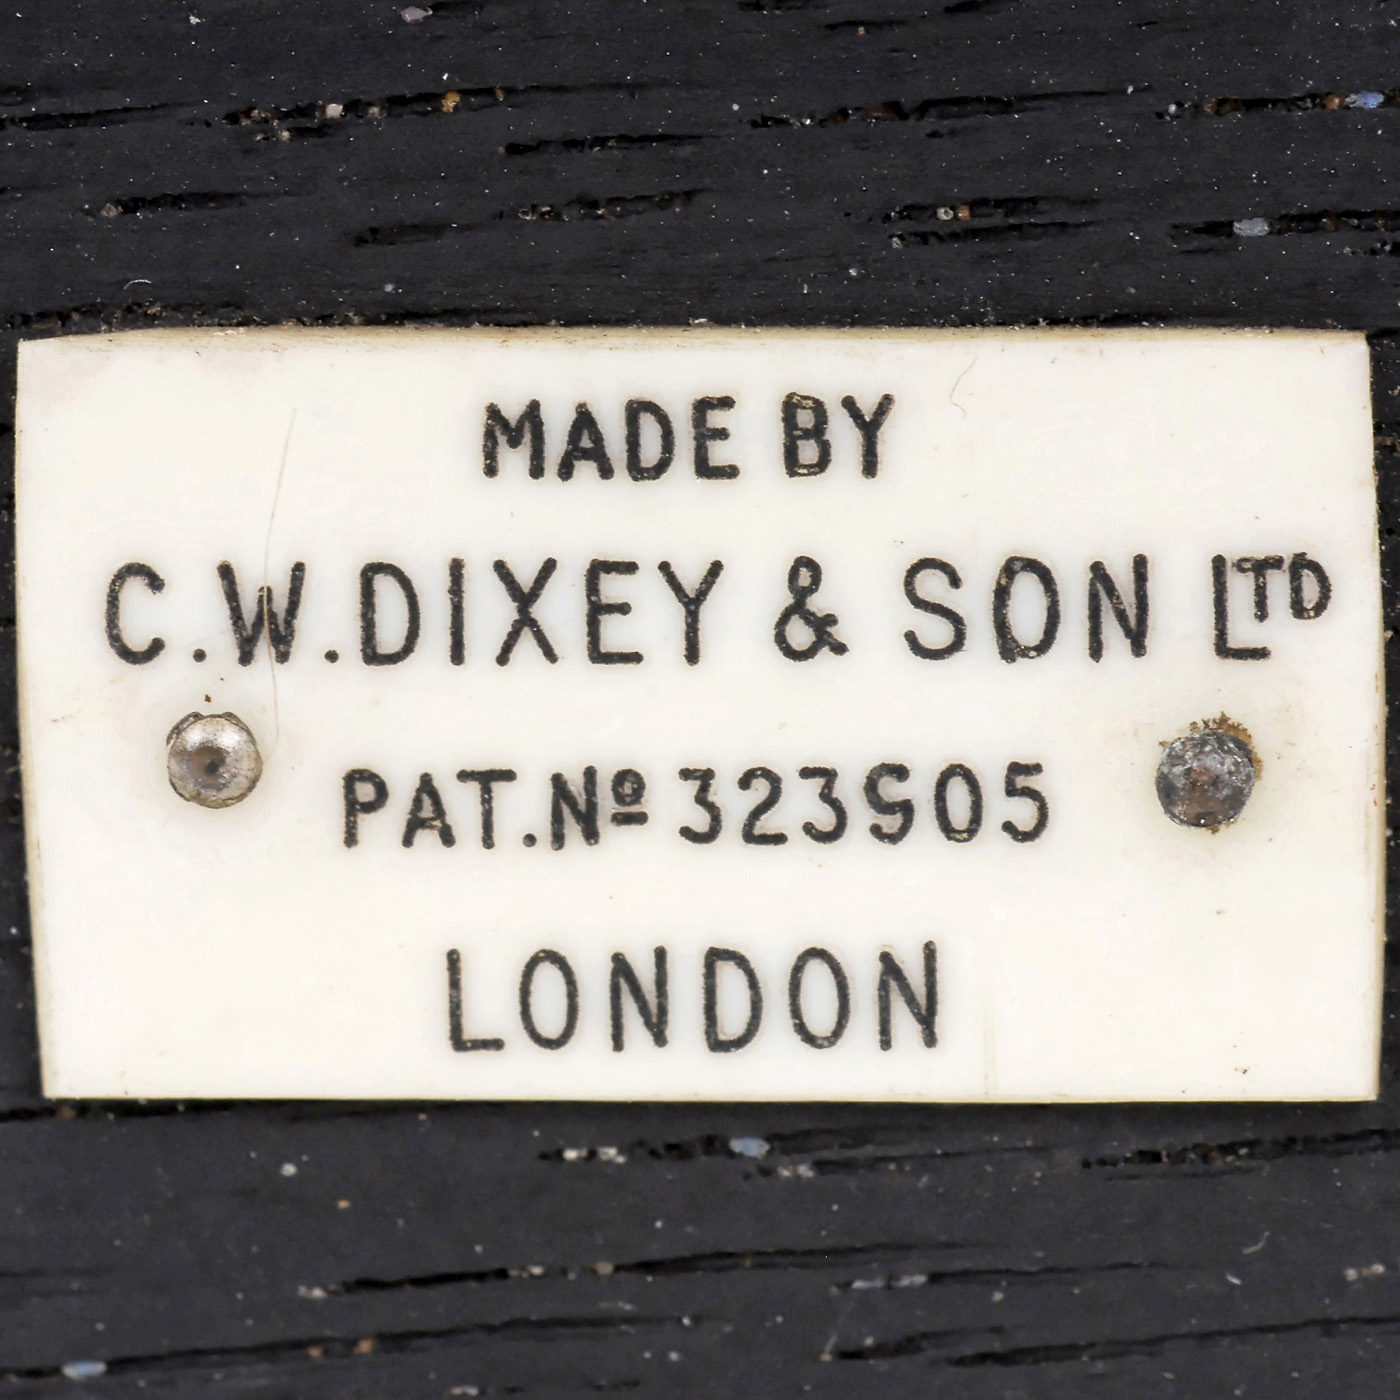 MADE BY
C.W.DIXEY & SON LTD
PAT.Nº 323905
LONDON